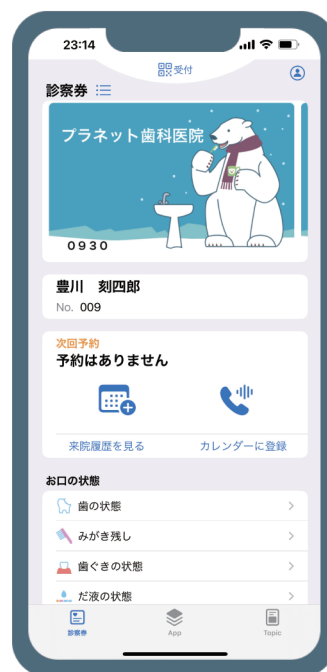 23:14
受付
診察券
プラネット歯科医院
0930
豊川 刻四郎
No. 009
次回予約
予約はありません
来院履歴を見る
カレンダーに登録
お口の状態
歯の状態
みがき残し
歯ぐきの状態
だ液の状態
診察券
App
Topic